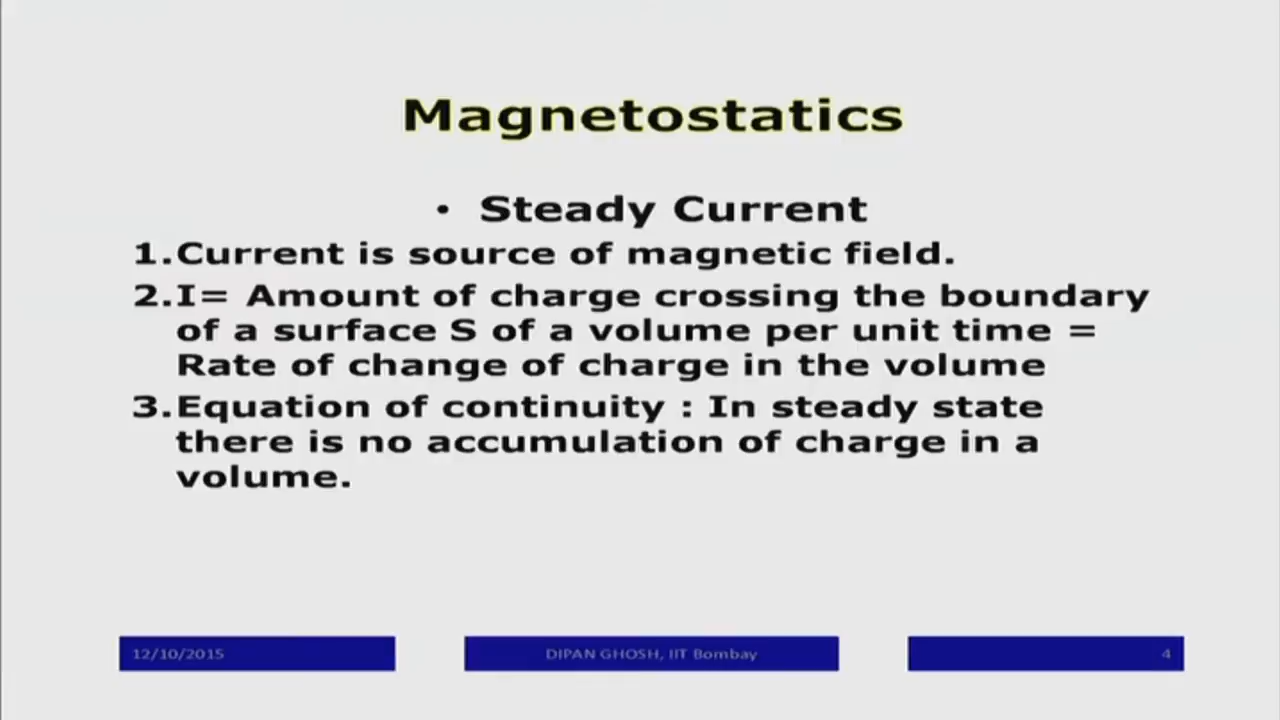 Magnetostatics
• Steady Current
1.Current is source of magnetic field.
2.I= Amount of charge crossing the boundary
of a surface S of a volume per unit time =
Rate of change of charge in the volume
3.Equation of continuity : In steady state
there is no accumulation of charge in a
volume.
12/10/2015
DIPAN GHOSH, IIT Bombay
4